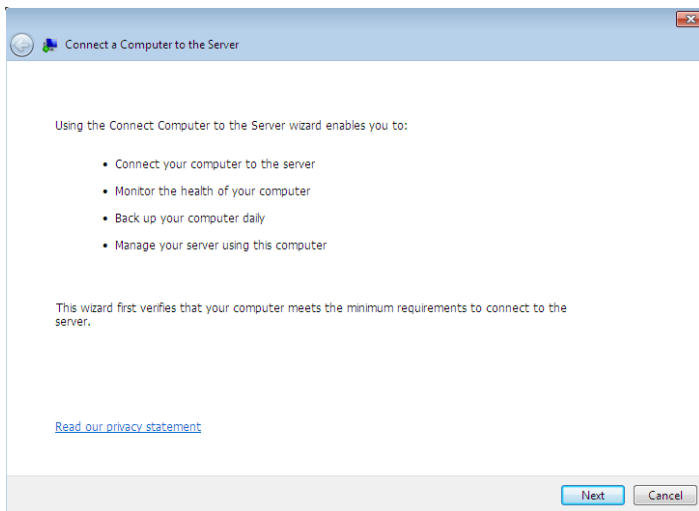 Connect a Computer to the Server
Using the Connect Computer to the Server wizard enables you to:
• Connect your computer to the server
• Monitor the health of your computer
• Back up your computer daily
• Manage your server using this computer
This wizard first verifies that your computer meets the minimum requirements to connect to the
server.
Read our privacy statement
Next Cancel